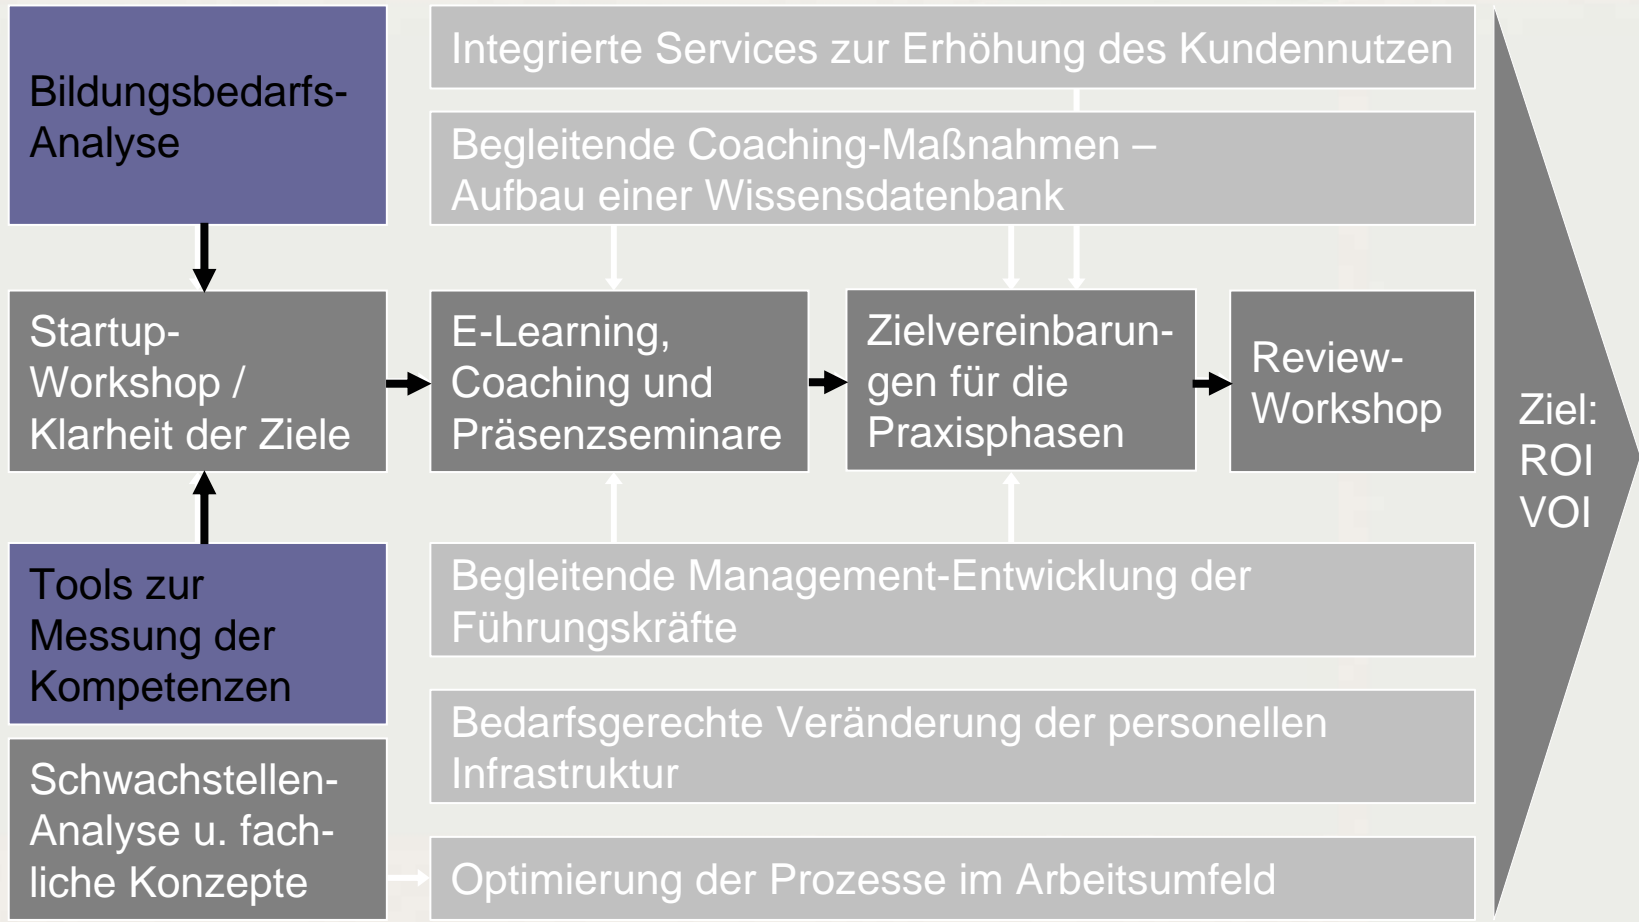 Bildungsbedarfs-
Analyse
Integrierte Services zur Erhöhung des Kundennutzen
Begleitende Coaching-Maßnahmen –
Aufbau einer Wissensdatenbank
Startup-
Workshop /
Klarheit der Ziele
E-Learning,
Coaching und
Präsenzseminare
Zielvereinbarun-
gen für die
Praxisphasen
Review-
Workshop
Ziel:
ROI
VOI
Tools zur
Messung der
Kompetenzen
Begleitende Management-Entwicklung der
Führungskräfte
Bedarfsgerechte Veränderung der personellen
Infrastruktur
Schwachstellen-
Analyse u. fach-
liche Konzepte
Optimierung der Prozesse im Arbeitsumfeld